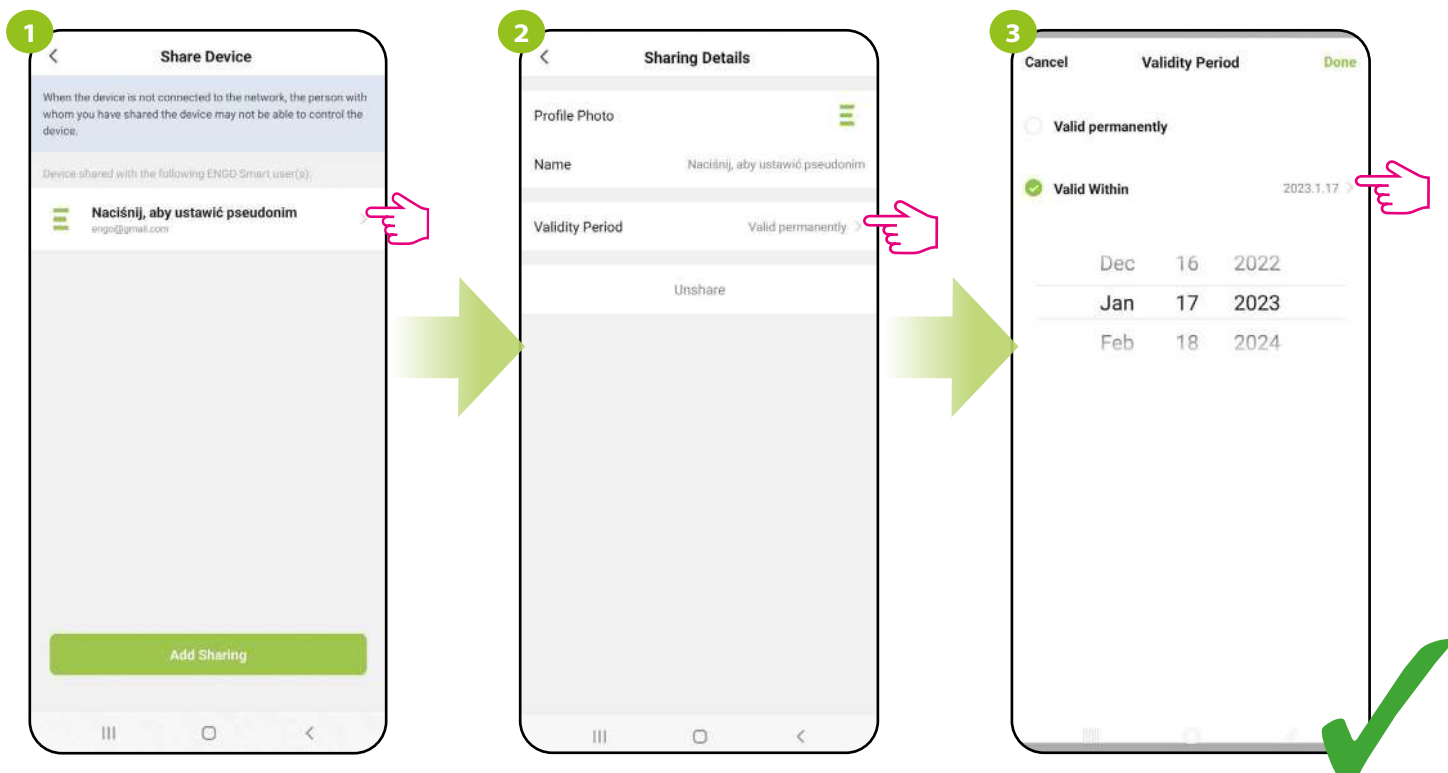 1
Share Device
When the device is not connected to the network, the person with
whom you have shared the device may not be able to control the
device.
Device shared with the following ENGO Smart user(s):
Naciśnij, aby ustawić pseudonim
engo@gmail.com
Add Sharing
2
Sharing Details
Profile Photo
Name Naciśnij, aby ustawić pseudonim
Validity Period Valid permanently
Unshare
3
Cancel Validity Period Done
Valid permanently
Valid Within 2023.1.17
Dec 16 2022
Jan 17 2023
Feb 18 2024